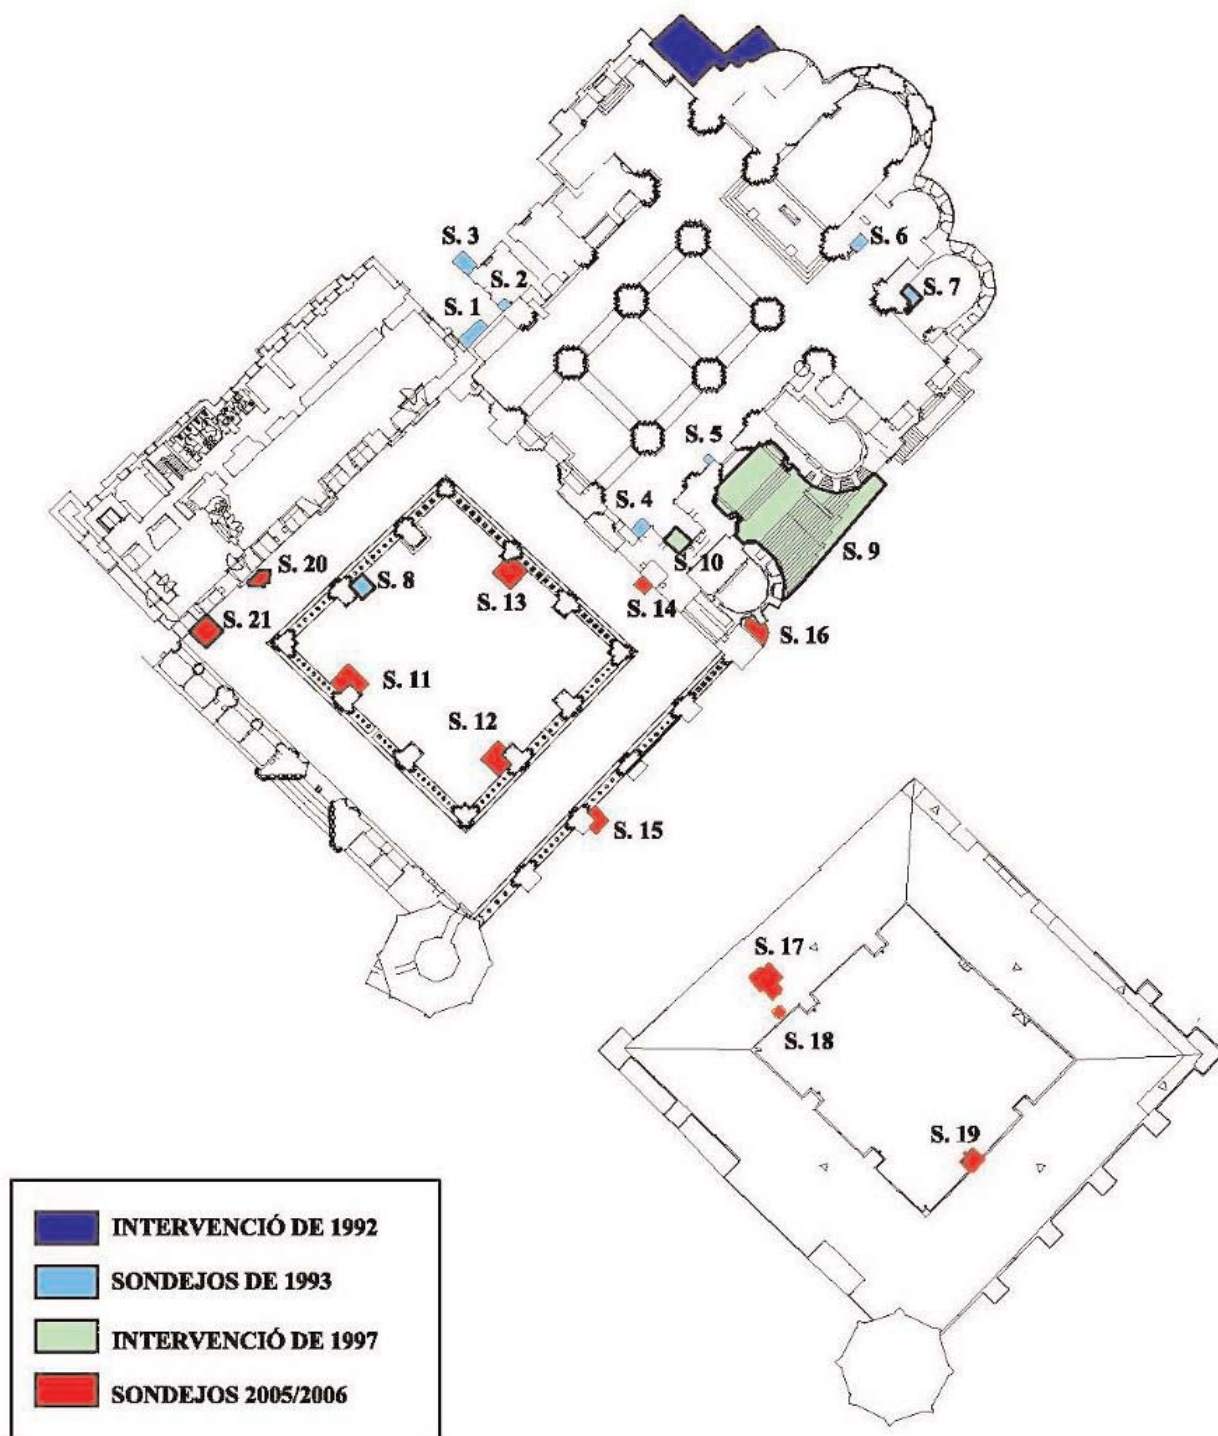 S. 3
S. 6
S. 2
S. 7
S. 1
S. 5
S. 4
S. 9
S. 10
S. 20
S. 8
S. 13
S. 14
S. 21
S. 16
S. 11
S. 12
S. 15
S. 17
S. 18
S. 19
INTERVENCIÓ DE 1992
SONDEJOS DE 1993
INTERVENCIÓ DE 1997
SONDEJOS 2005/2006